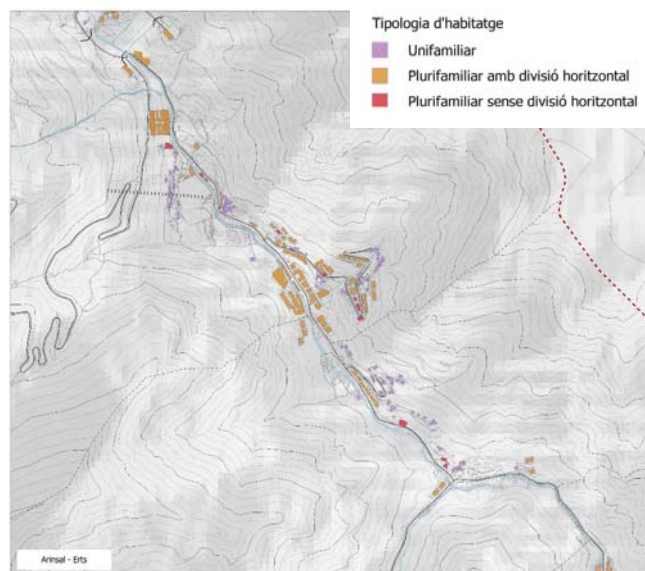 Tipologia d'habitatge
Unifamiliar
Plurifamiliar amb divisió horitzontal
Plurifamiliar sense divisió horitzontal
Arinsal - Erts